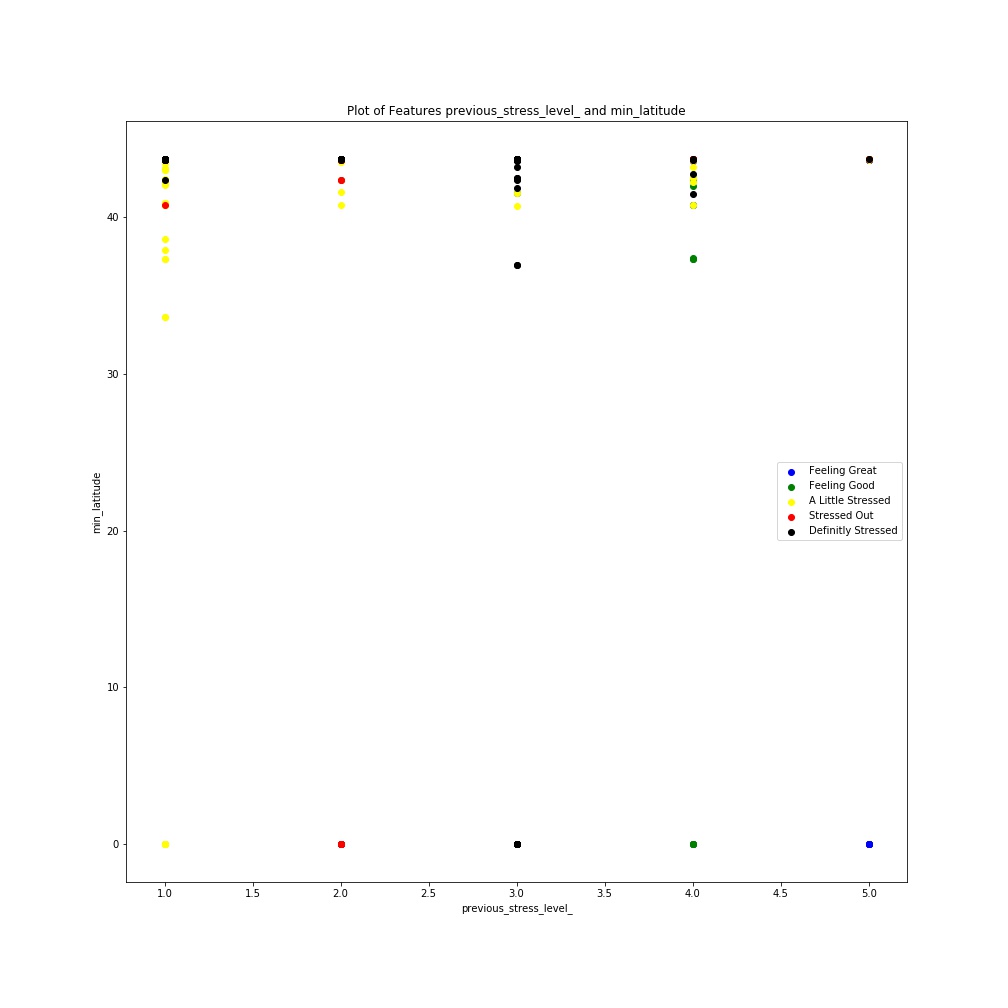 Plot of Features previous_stress_level_ and min_latitude
40
30
20
10
0
min_latitude
Feeling Great
Feeling Good
A Little Stressed
Stressed Out
Definitly Stressed
1.0 1.5 2.0 2.5 3.0 3.5 4.0 4.5 5.0
previous_stress_level_